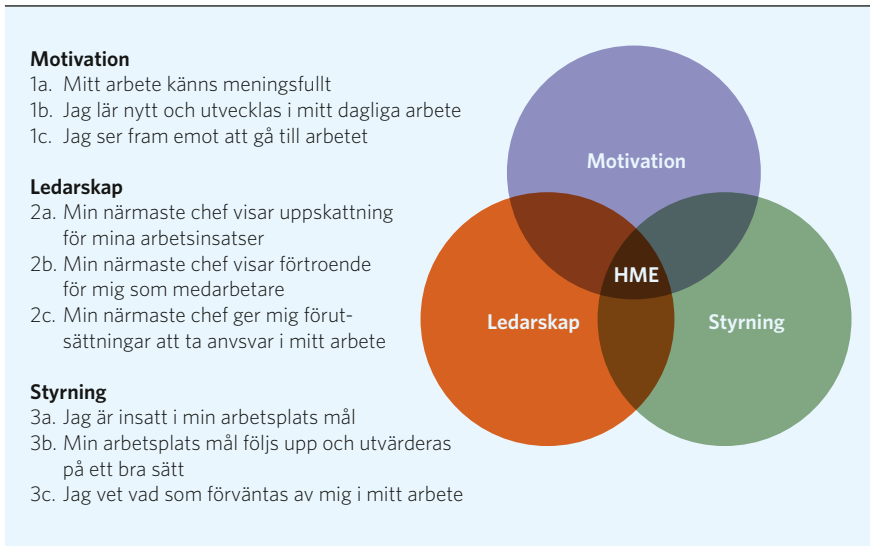 Motivation
1a. Mitt arbete känns meningsfullt
1b. Jag lär nytt och utvecklas i mitt dagliga arbete
1c. Jag ser fram emot att gå till arbetet
Ledarskap
2a. Min närmaste chef visar uppskattning
för mina arbetsinsatser
2b. Min närmaste chef visar förtroende
för mig som medarbetare
2c. Min närmaste chef ger mig förut-
sättningar att ta anvsvar i mitt arbete
Styrning
3a. Jag är insatt i min arbetsplats mål
3b. Min arbetsplats mål följs upp och utvärderas
på ett bra sätt
3c. Jag vet vad som förväntas av mig i mitt arbete
Motivation
HME
Ledarskap
Styrning